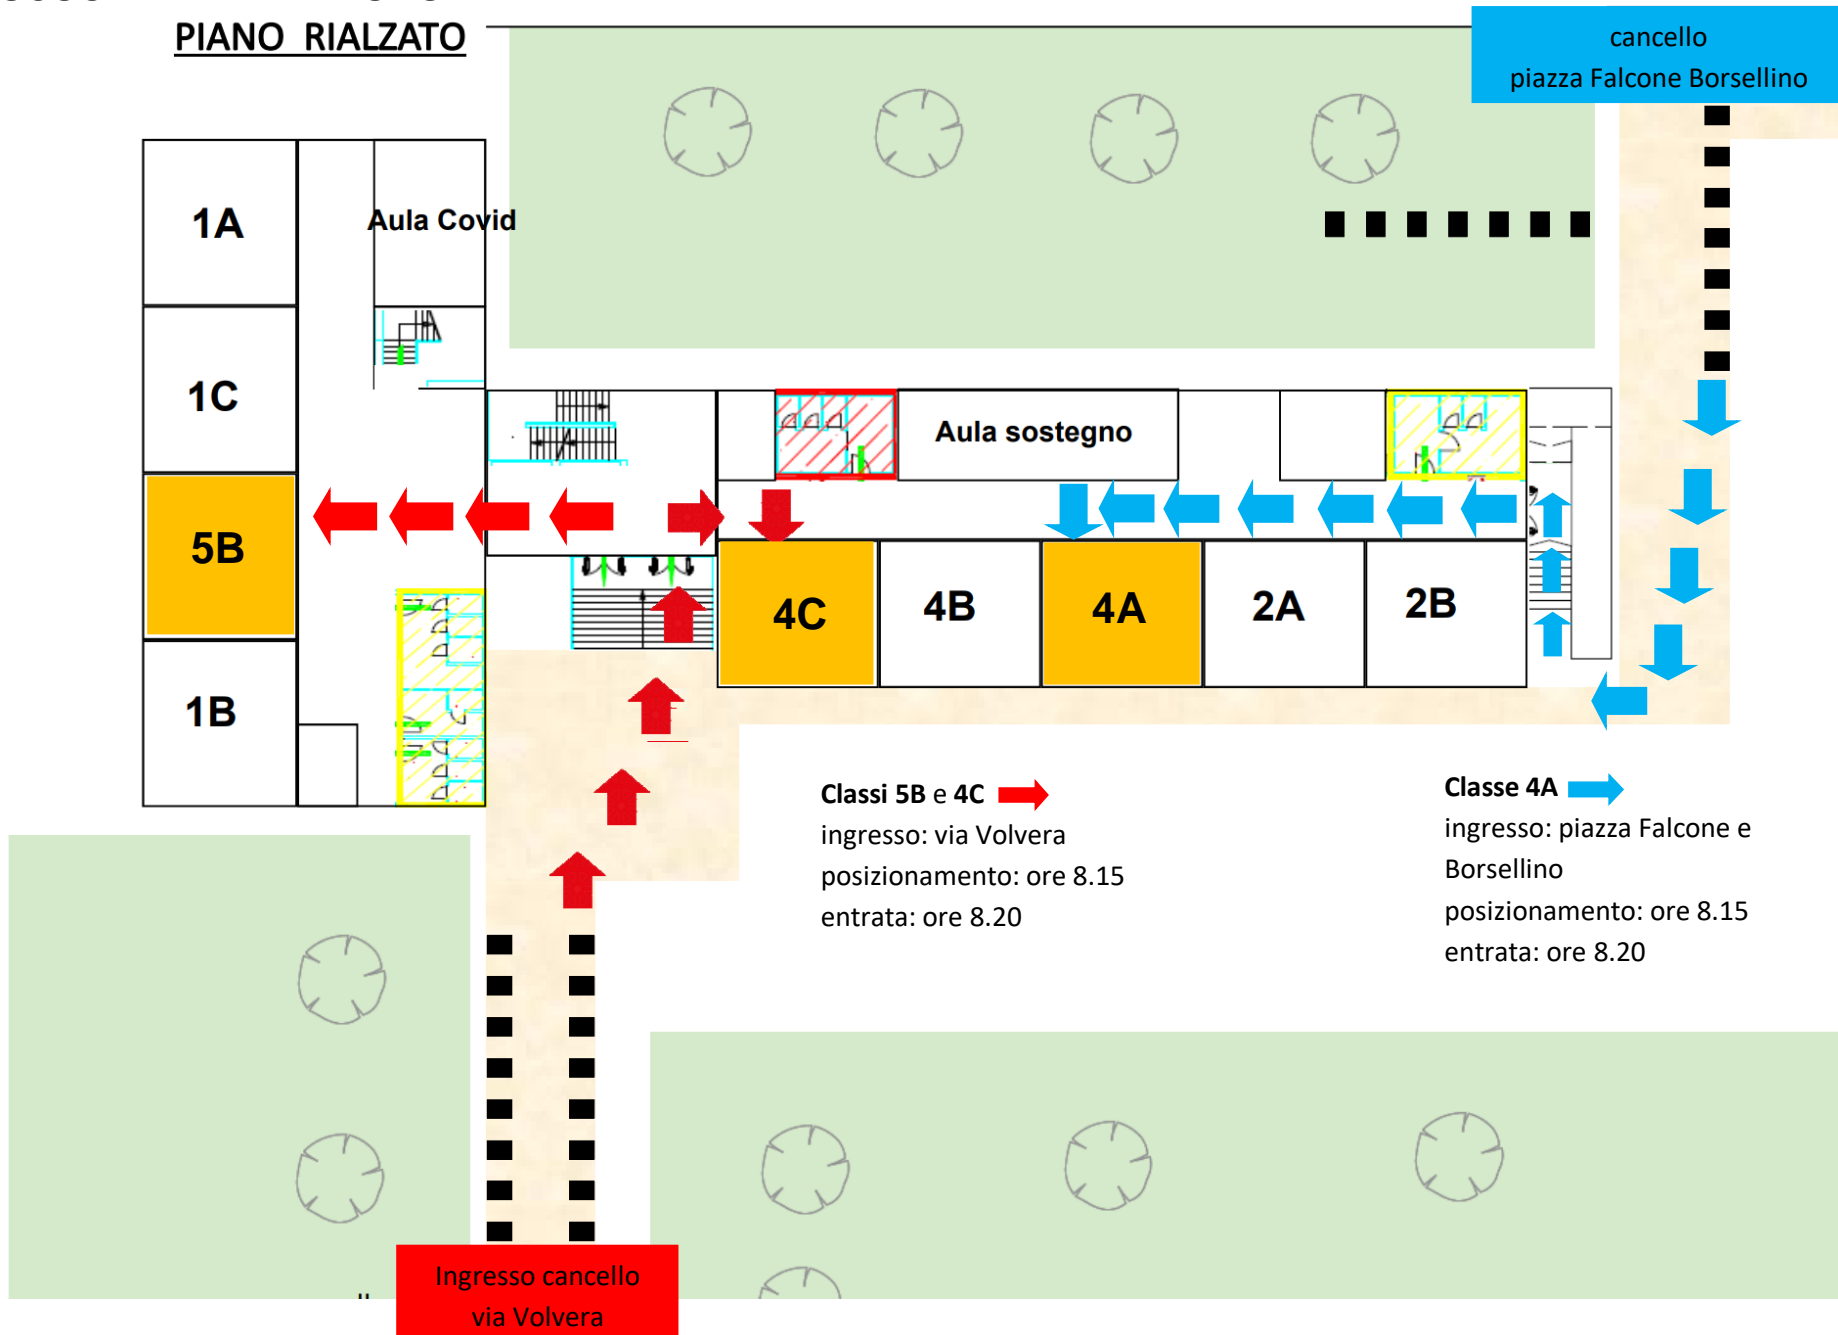 PIANO RIALZATO
cancello
piazza Falcone Borsellino
1A
Aula Covid
1C
Aula sostegno
5B
4C
4B
4A
2A
2B
1B
Classi 5B e 4C
ingresso: via Volvera
posizionamento: ore 8.15
entrata: ore 8.20
Classe 4A
ingresso: piazza Falcone e
Borsellino
posizionamento: ore 8.15
entrata: ore 8.20
Ingresso cancello
via Volvera